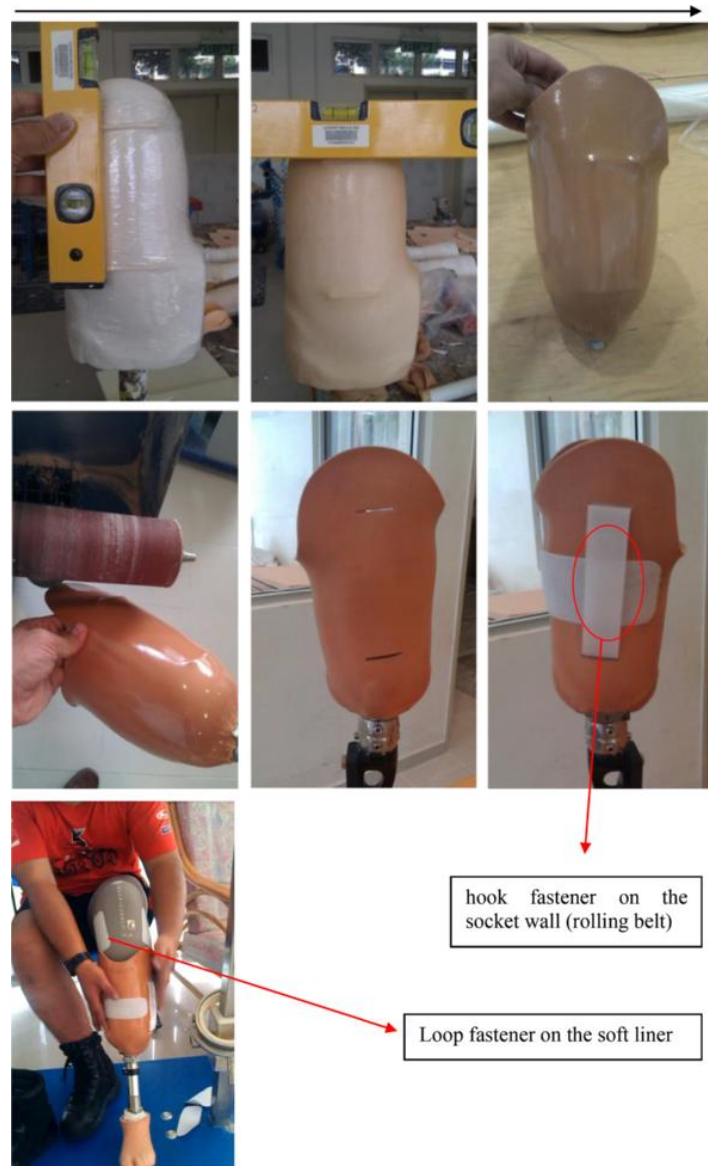 hook fastener on the
socket wall (rolling belt)
Loop fastener on the soft liner